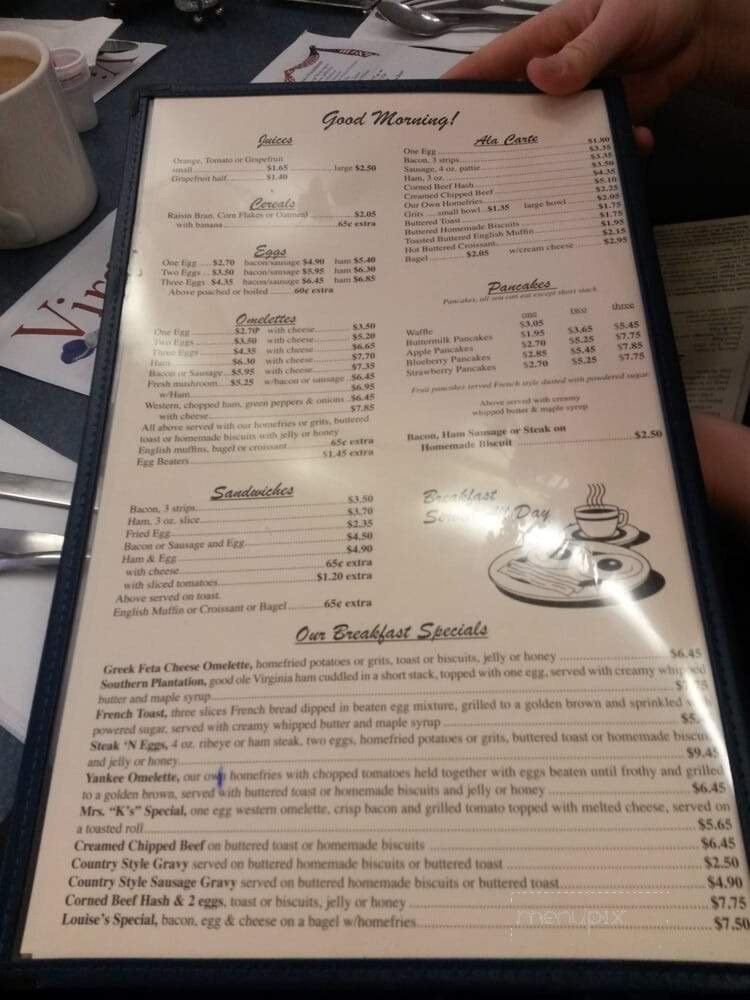 Good Morning!
Juices
Orange, Tomato or Grapefruit
small $1.65 large $2.50
Grapefruit half $1.40
Cereals
Raisin Bran, Corn Flakes or Oatmeal $2.05
with banana 65¢ extra
Eggs
One Egg $2.70 bacon/sausage $4.90 ham $5.40
Two Eggs $3.50 bacon/sausage $5.95 ham $6.30
Three Eggs $4.35 bacon/sausage $6.45 ham $6.85
Above poached or boiled 60¢ extra
Omelettes
One Egg $2.70 with cheese $3.50
Two Eggs $3.50 with cheese $5.20
Three Eggs $4.35 with cheese $6.65
Ham $6.30 with cheese $7.70
Bacon or Sausage $5.95 with cheese $7.35
Fresh mushroom $5.25 w/bacon or sausage $6.45
w/Ham $6.95
Western, chopped ham, green peppers & onions $6.45
with cheese $7.85
All above served with our homefries or grits, buttered
toast or homemade biscuits with jelly or honey
English muffins, bagel or croissant 65¢ extra
Egg Beaters $1.45 extra
Sandwiches
Bacon, 3 strips $3.50
Ham, 3 oz. slice $3.70
Fried Egg $2.35
Bacon or Sausage and Egg $4.50
Ham & Egg $4.90
with cheese 65¢ extra
with sliced tomatoes $1.20 extra
Above served on toast.
English Muffin or Croissant or Bagel 65¢ extra
Ala Carte
One Egg $1.80
Bacon, 3 strips $3.35
Sausage, 4 oz. pattie $3.35
Ham, 3 oz. $3.50
Corned Beef Hash $4.35
Creamed Chipped Beef $5.10
Our Own Homefries $2.25
Grits small bowl $1.35 large bowl $2.05
Buttered Toast $1.75
Buttered Homemade Biscuits $1.75
Toasted Buttered English Muffin $1.95
Hot Buttered Croissant $2.15
Bagel $2.05 w/cream cheese $2.95
Pancakes
Pancakes, all you can eat except short stack.
one two three
Waffle $3.05
Buttermilk Pancakes $1.95 $3.65 $5.45
Apple Pancakes $2.70 $5.25 $7.75
Blueberry Pancakes $2.85 $5.45 $7.85
Strawberry Pancakes $2.70 $5.25 $7.75
Fruit pancakes served French style dusted with powdered sugar.
Above served with creamy
whipped butter & maple syrup
Bacon, Ham Sausage or Steak on
Homemade Biscuit $2.50
Breakfast
Day
Our Breakfast Specials
Greek Feta Cheese Omelette, homefried potatoes or grits, toast or biscuits, jelly or honey $6.45
Southern Plantation, good ole Virginia ham cuddled in a short stack, topped with one egg, served with creamy whipped
butter and maple syrup
French Toast, three slices French bread dipped in beaten egg mixture, grilled to a golden brown and sprinkled with
powered sugar, served with creamy whipped butter and maple syrup
Steak 'N Eggs, 4 oz. ribeye or ham steak, two eggs, homefried potatoes or grits, buttered toast or homemade biscuit
and jelly or honey $9.45
Yankee Omelette, our own homefries with chopped tomatoes held together with eggs beaten until frothy and grilled
to a golden brown, served with buttered toast or homemade biscuits and jelly or honey $6.45
Mrs. "K's" Special, one egg western omelette, crisp bacon and grilled tomato topped with melted cheese, served on
a toasted roll $5.65
Creamed Chipped Beef on buttered toast or homemade biscuits $6.45
Country Style Gravy served on buttered homemade biscuits or buttered toast $2.50
Country Style Sausage Gravy served on buttered homemade biscuits or buttered toast $4.90
Corned Beef Hash & 2 eggs, toast or biscuits, jelly or honey $7.75
Louise's Special, bacon, egg & cheese on a bagel w/homefries $7.50
menupix